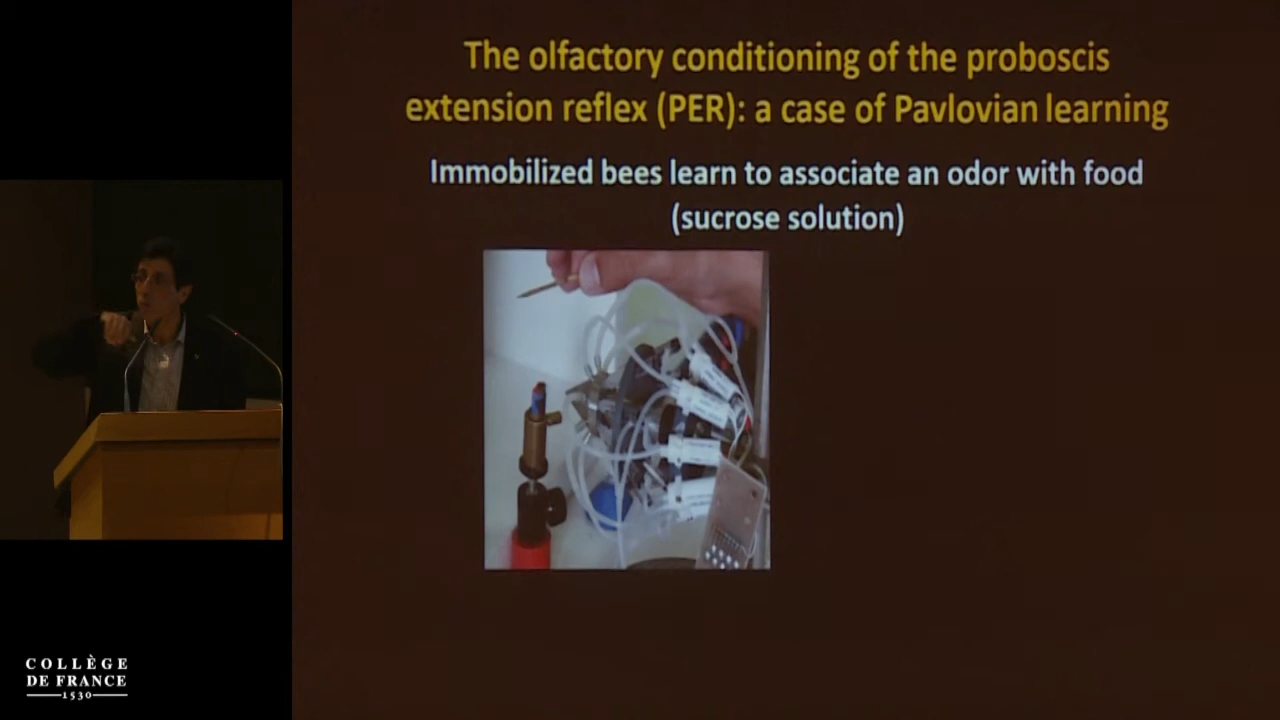 The olfactory conditioning of the proboscis
extension reflex (PER): a case of Pavlovian learning
Immobilized bees learn to associate an odor with food
(sucrose solution)
COLLÈGE
DE FRANCE
1530